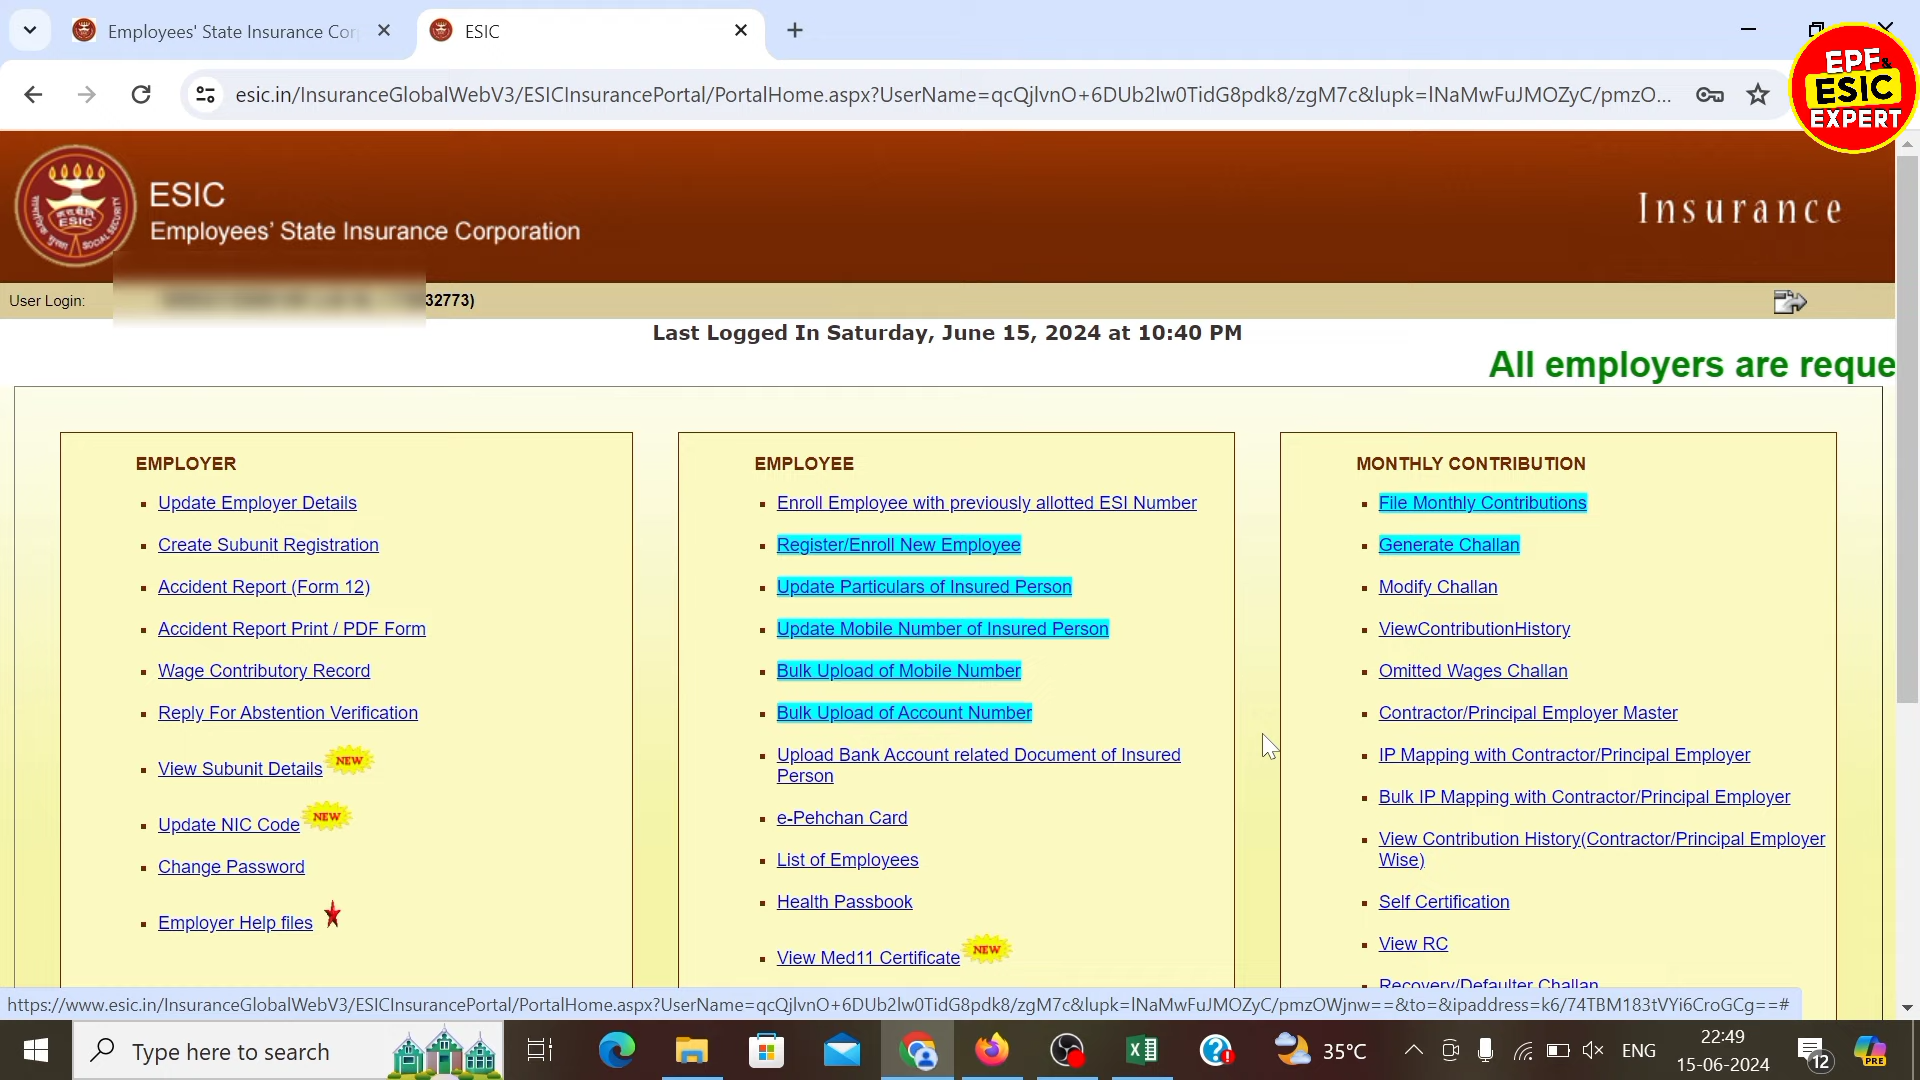 Employees' State Insurance Cor
ESIC
esic.in/InsuranceGlobalWebV3/ESICInsurancePortal/PortalHome.aspx?UserName=qcQjlvnO+6DUb2lw0TidG8pdk8/zgM7c&lupk=lNaMwFuJMOZyC/pmzO...
EPF &
ESIC
EXPERT
ESIC
Employees' State Insurance Corporation
Insurance
User Login: 32773)
Last Logged In Saturday, June 15, 2024 at 10:40 PM
All employers are reque
EMPLOYER
Update Employer Details
Create Subunit Registration
Accident Report (Form 12)
Accident Report Print / PDF Form
Wage Contributory Record
Reply For Abstention Verification
View Subunit Details NEW
Update NIC Code NEW
Change Password
Employer Help files
EMPLOYEE
Enroll Employee with previously allotted ESI Number
Register/Enroll New Employee
Update Particulars of Insured Person
Update Mobile Number of Insured Person
Bulk Upload of Mobile Number
Bulk Upload of Account Number
Upload Bank Account related Document of Insured
Person
e-Pehchan Card
List of Employees
Health Passbook
View Med11 Certificate NEW
MONTHLY CONTRIBUTION
File Monthly Contributions
Generate Challan
Modify Challan
ViewContributionHistory
Omitted Wages Challan
Contractor/Principal Employer Master
IP Mapping with Contractor/Principal Employer
Bulk IP Mapping with Contractor/Principal Employer
View Contribution History(Contractor/Principal Employer
Wise)
Self Certification
View RC
Recovery/Defaulter Challan
https://www.esic.in/InsuranceGlobalWebV3/ESICInsurancePortal/PortalHome.aspx?UserName=qcQjlvnO+6DUb2lw0TidG8pdk8/zgM7c&lupk=lNaMwFuJMOZyC/pmzOWjnw==&to=&ipaddress=k6/74TBM183tVYi6CroGCg==#
Type here to search
35°C
ENG
22:49
15-06-2024
12
PRE